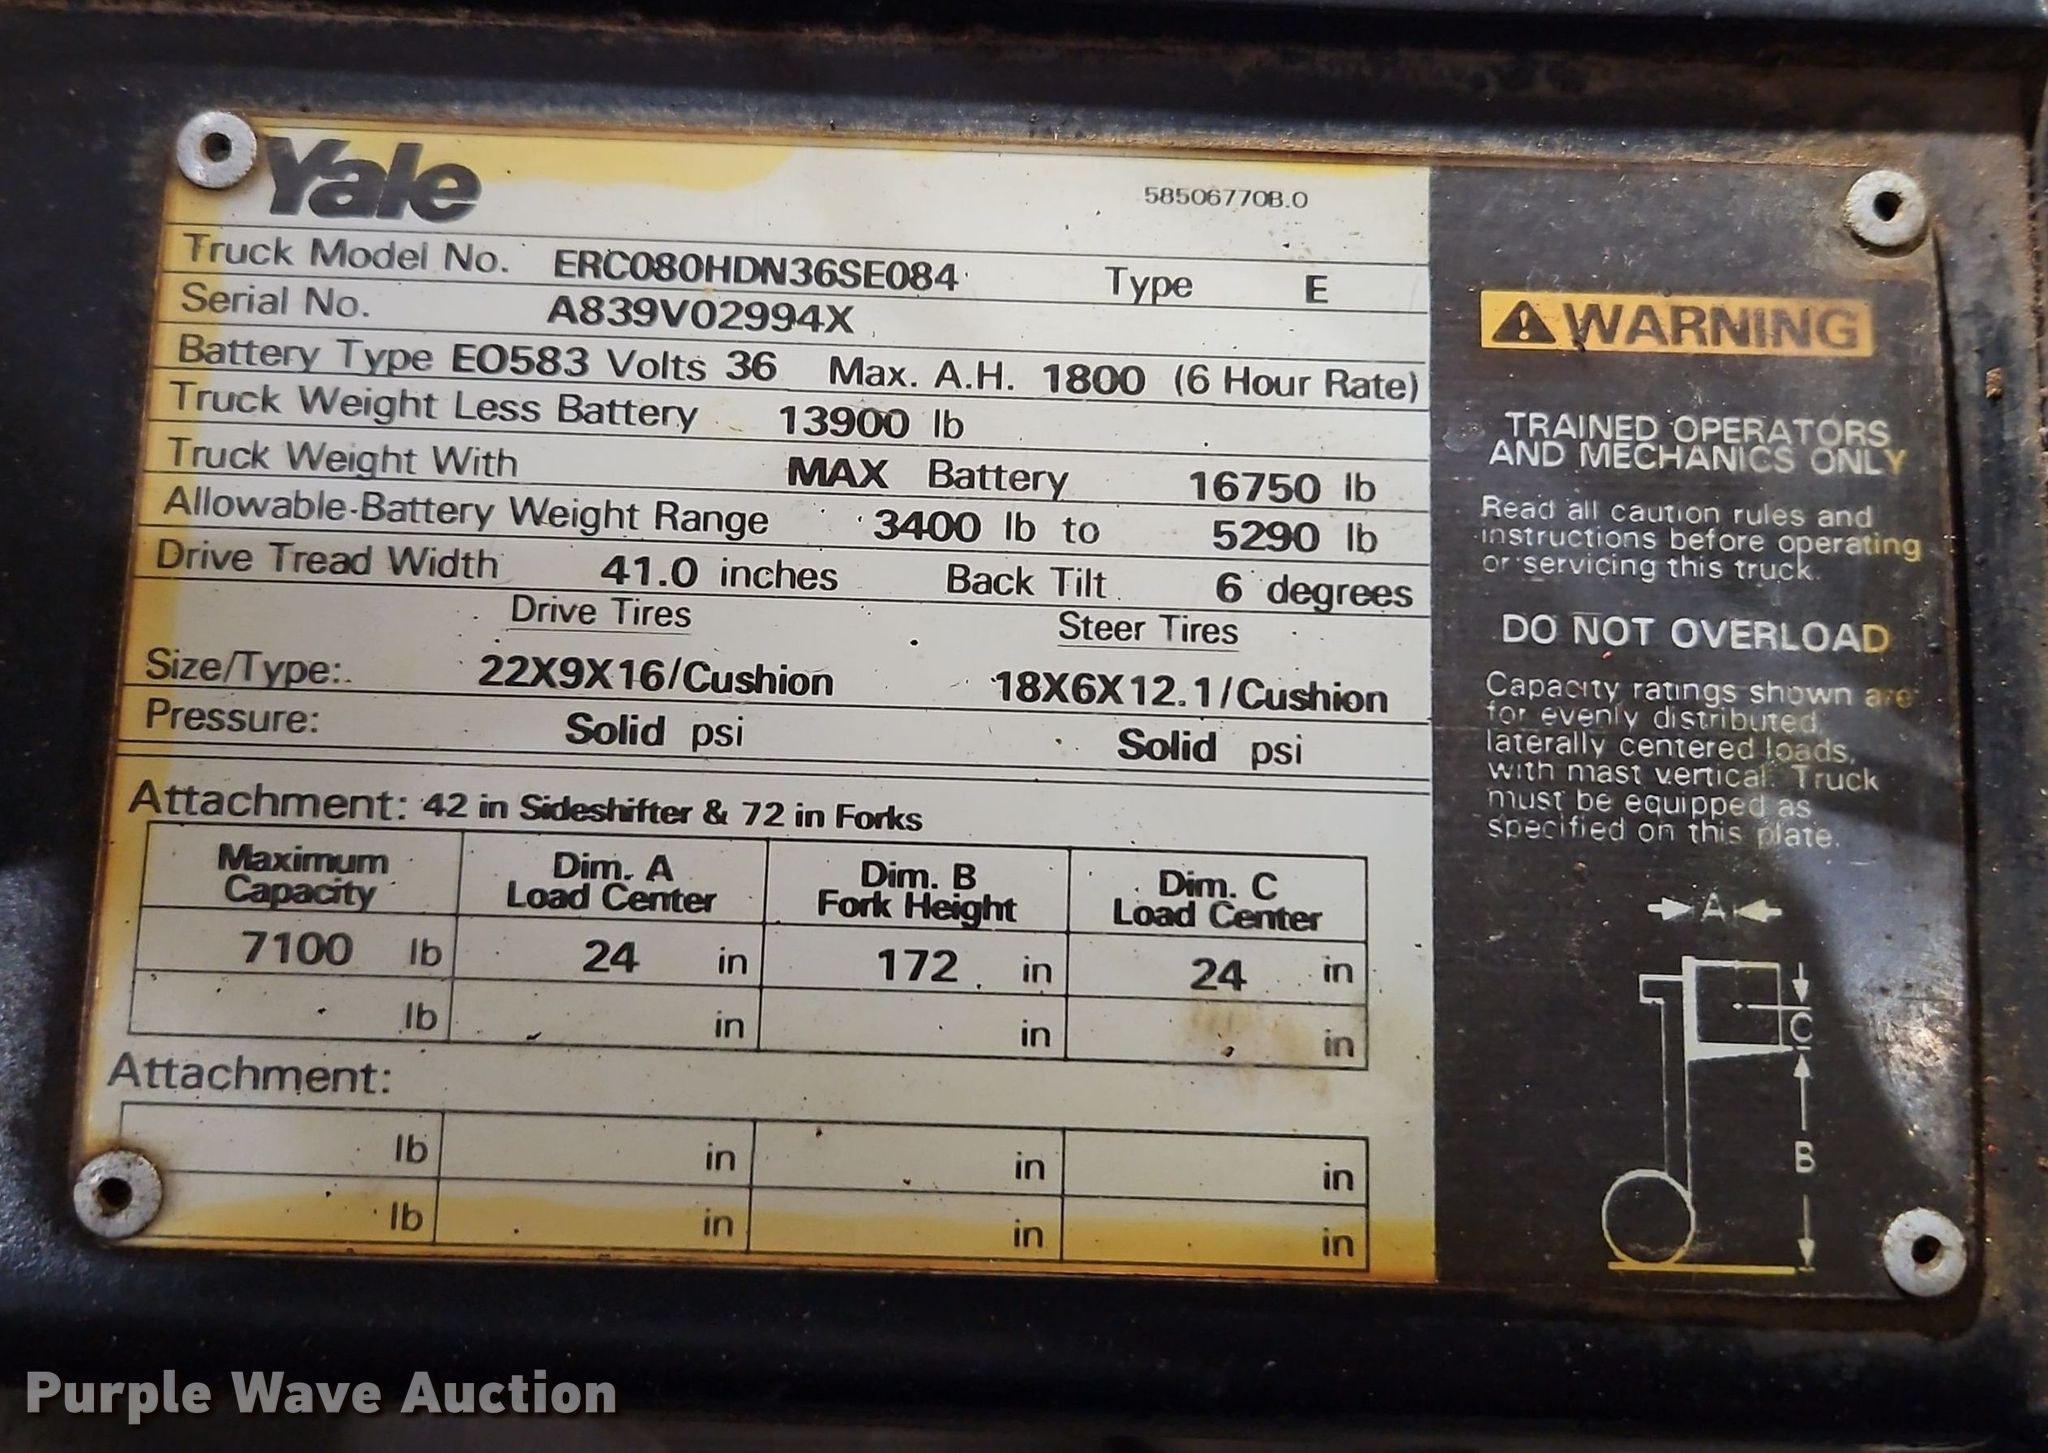 Yale
58506770B.0
Truck Model No. ERC080HDN36SE084 Type E
Serial No. A839V02994X
Battery Type EO583 Volts 36 Max. A.H. 1800 (6 Hour Rate)
Truck Weight Less Battery 13900 lb
Truck Weight With MAX Battery 16750 lb
Allowable-Battery Weight Range 3400 lb to 5290 lb
Drive Tread Width 41.0 inches Back Tilt 6 degrees
Drive Tires Steer Tires
Size/Type: 22X9X16/Cushion 18X6X12.1/Cushion
Pressure: Solid psi Solid psi
Attachment: 42 in Sideshifter & 72 in Forks
Maximum Dim. A Dim. B Dim. C
Capacity Load Center Fork Height Load Center
7100 lb 24 in 172 in 24 in
lb in in in
Attachment:
lb in in in
lb in in in
WARNING
TRAINED OPERATORS
AND MECHANICS ONLY
Read all caution rules and
instructions before operating
or servicing this truck.
DO NOT OVERLOAD
Capacity ratings shown are
for evenly distributed,
laterally centered loads,
with mast vertical. Truck
must be equipped as
specified on this plate.
A
C
B
Purple Wave Auction